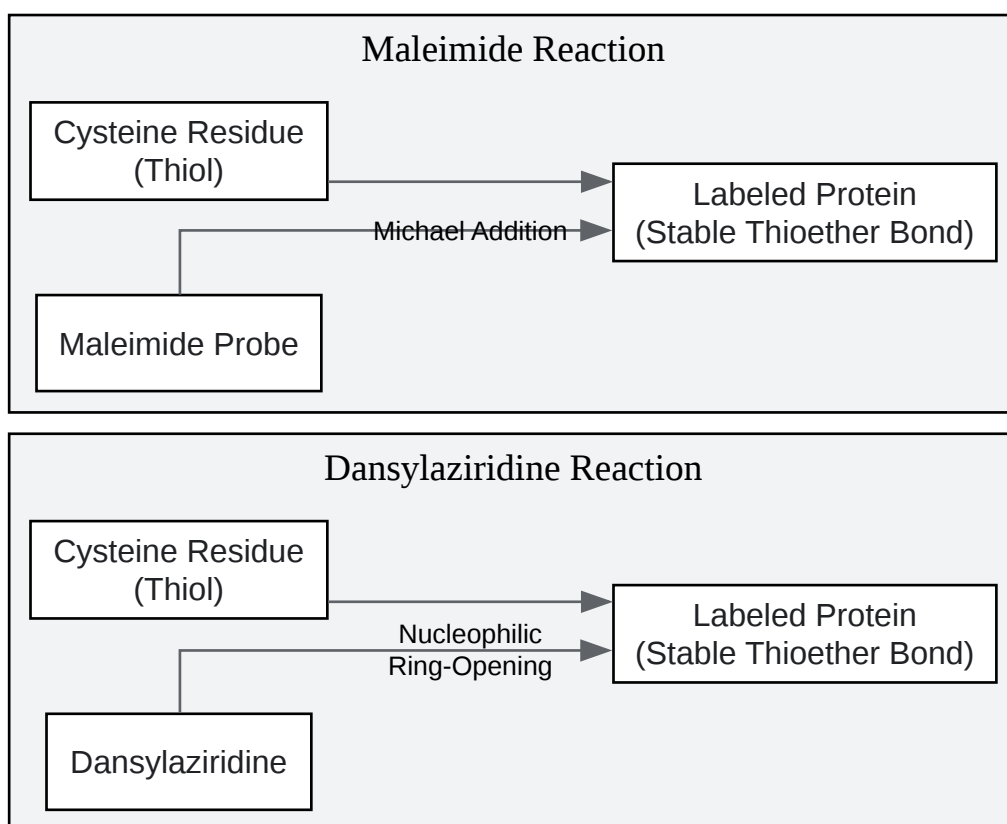 Maleimide Reaction
Cysteine Residue
(Thiol)
Labeled Protein
(Stable Thioether Bond)
Michael Addition
Maleimide Probe
Dansylaziridine Reaction
Cysteine Residue
(Thiol)
Labeled Protein
(Stable Thioether Bond)
Nucleophilic
Ring-Opening
Dansylaziridine